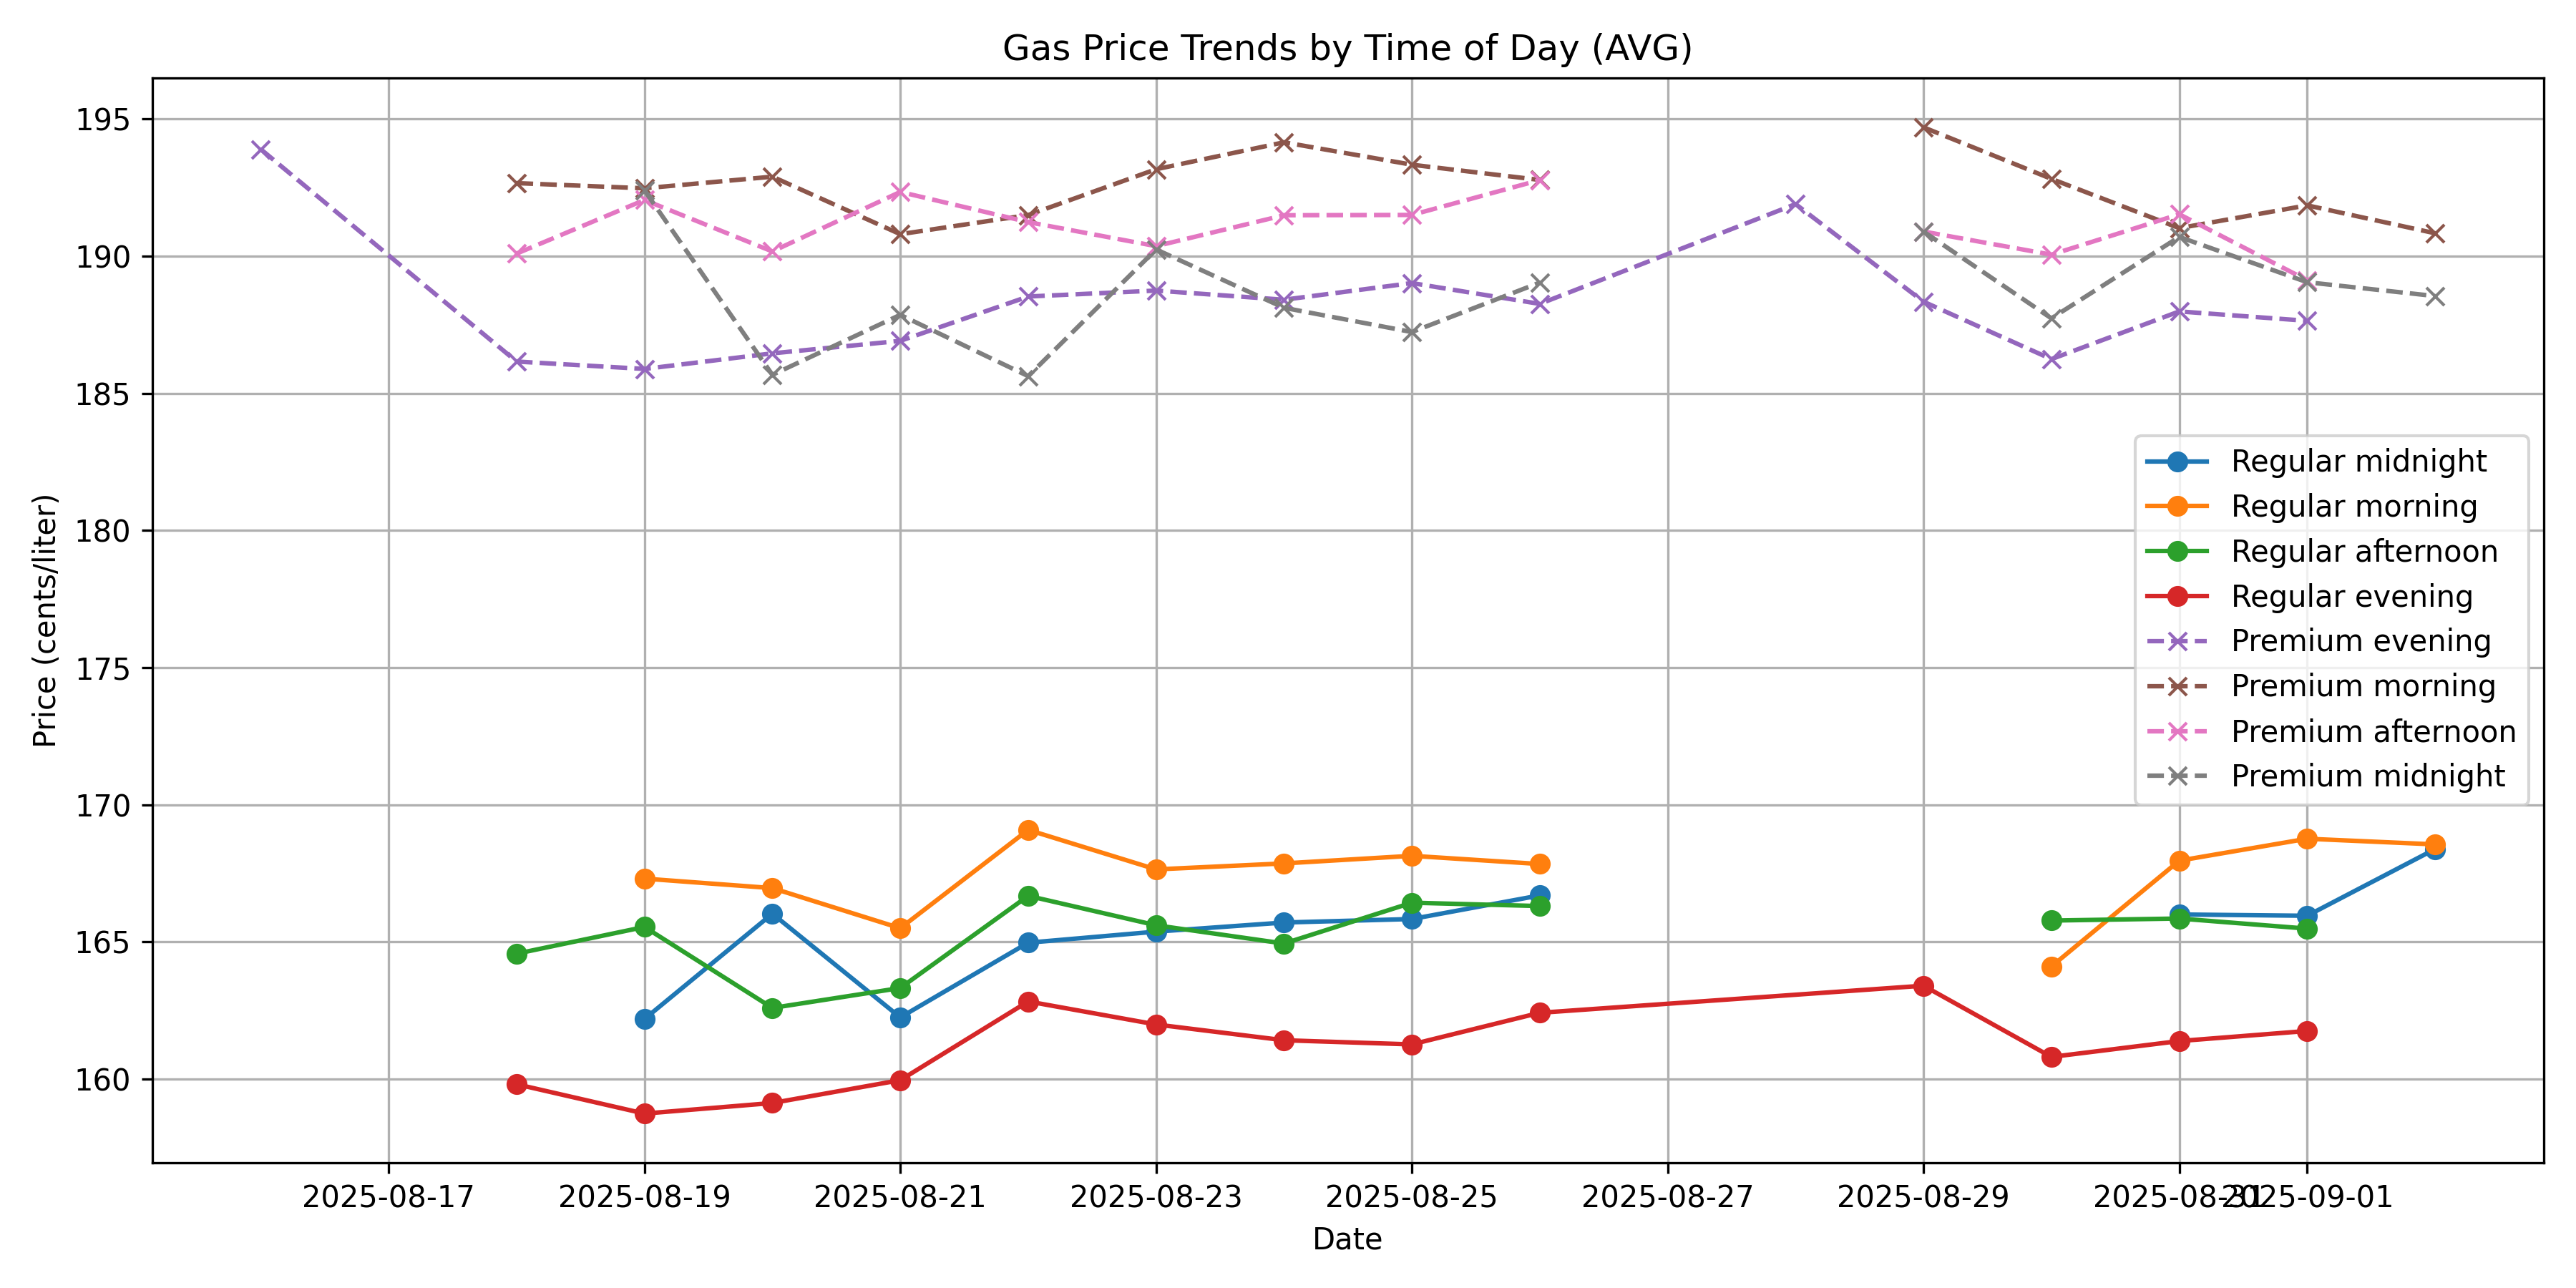 Gas Price Trends by Time of Day (AVG)
195
190
185
180
175
170
165
160
Price (cents/liter)
Regular midnight
Regular morning
Regular afternoon
Regular evening
Premium evening
Premium morning
Premium afternoon
Premium midnight
2025-08-17 2025-08-19 2025-08-21 2025-08-23 2025-08-25 2025-08-27 2025-08-29 2025-08-31 2025-09-01
Date